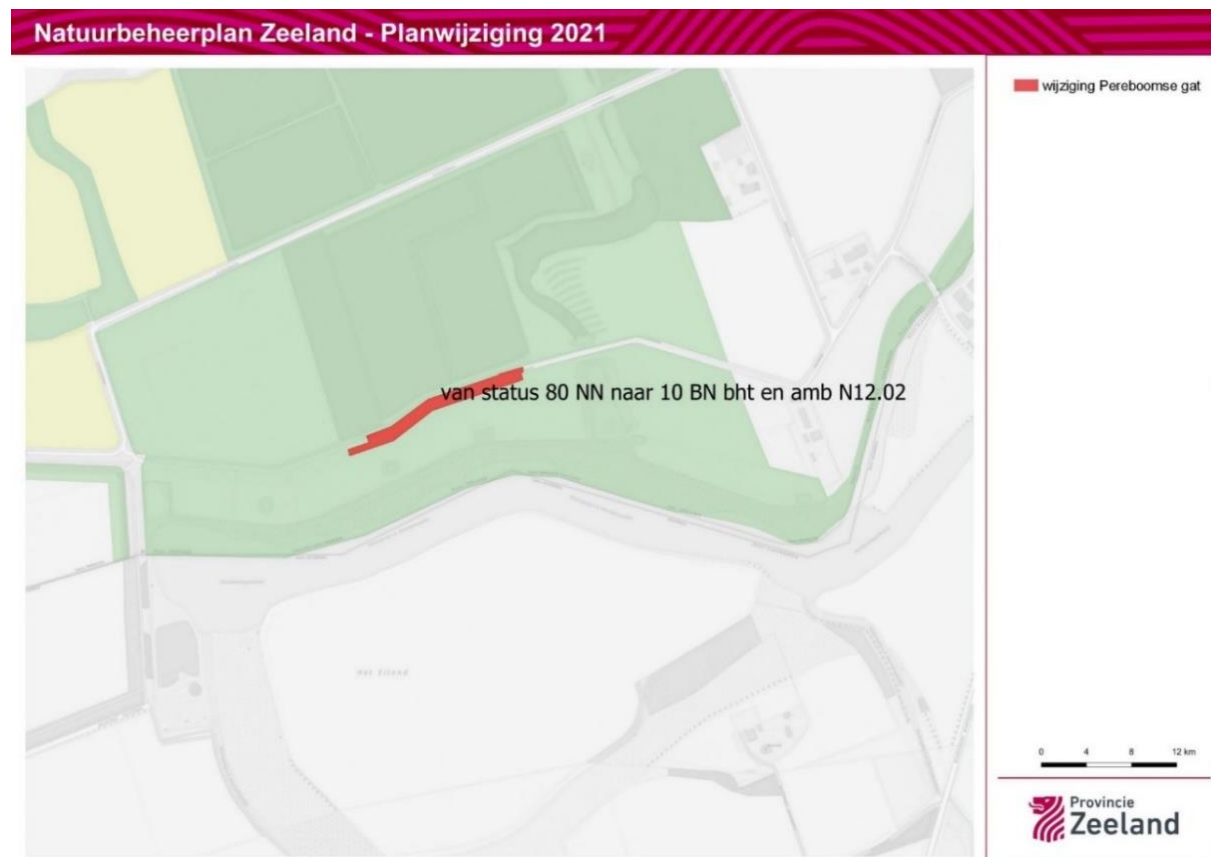 Natuurbeheerplan Zeeland - Planwijziging 2021
wijziging Pereboomse gat
van status 80 NN naar 10 BN bht en amb N12.02
Het Eiland
0 4 8 12 km
Provincie
Zeeland